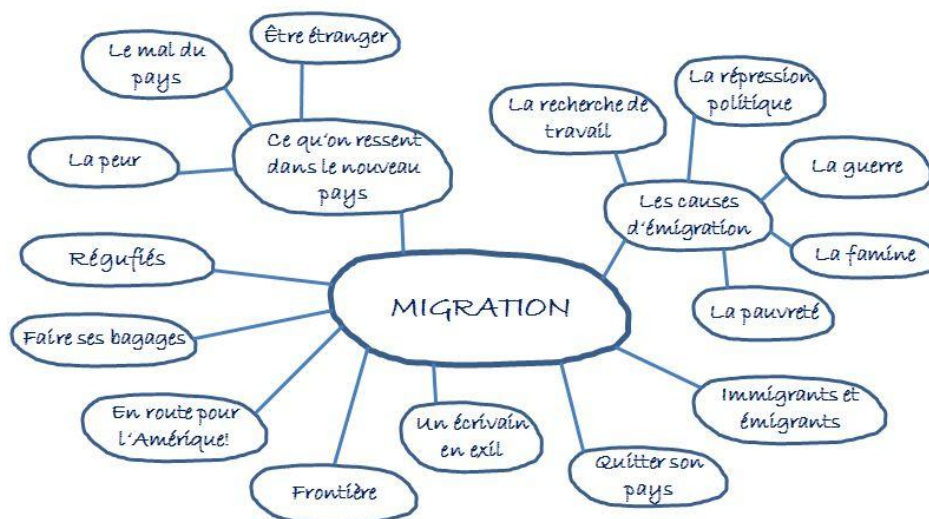 Être étranger
Le mal du
pays
La peur
Ce qu'on ressent
dans le nouveau
pays
La recherche de
travail
La répression
politique
La guerre
Les causes
d'émigration
La famine
La pauvreté
MIGRATION
Régufiés
Faire ses bagages
En route pour
l'Amérique!
Frontière
Un écrivain
en exil
Quitter son
pays
Immigrants et
émigrants